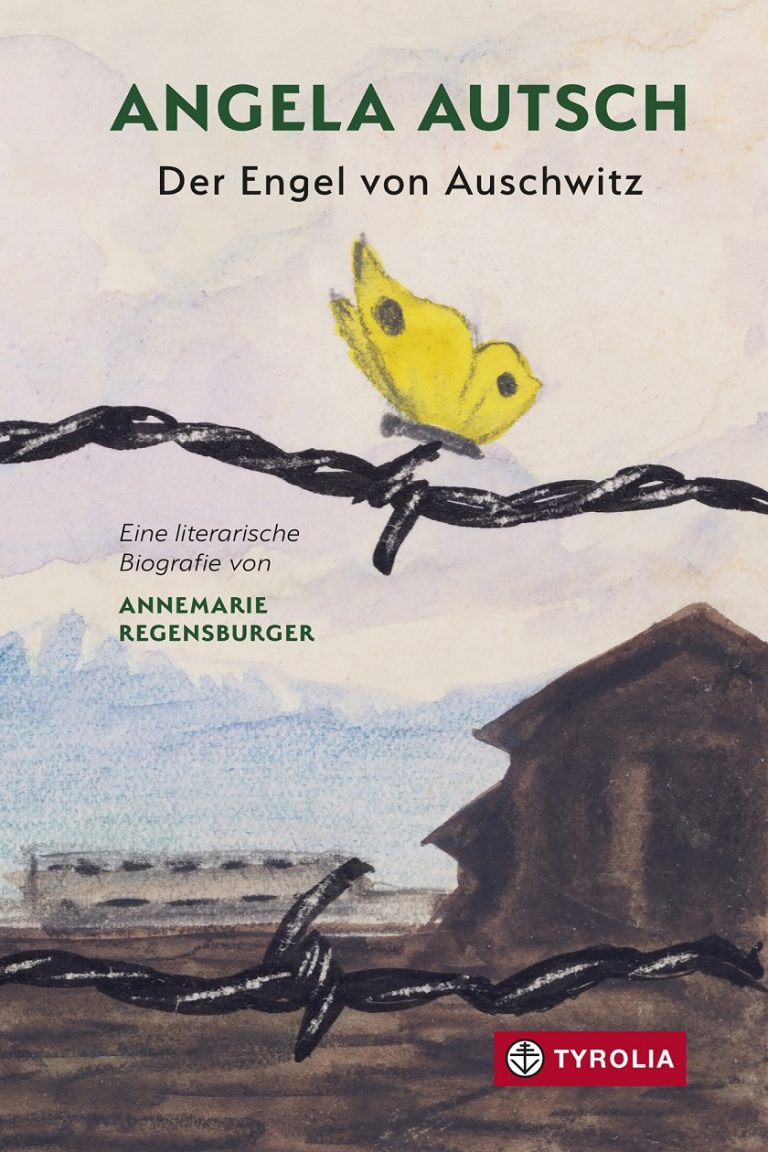 ANGELA AUTSCH
Der Engel von Auschwitz
Eine literarische
Biografie von
ANNEMARIE
REGENSBURGER
TYROLIA